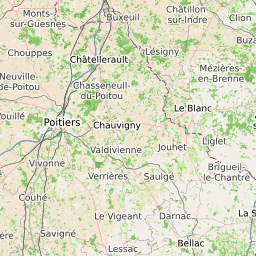 Monts-
sur-Guesnes
Buxeuil
Châtillon-
sur-Indre
Clion
Chouppes
Lésigny
Buza
Châtellerault
Mézières-
en-Brenne
Neuville-
de-Poitou
Chasseneuil-
du-Poitou
Le Blanc
Pouillé
Poitiers
Chauvigny
Vivonne
Valdivienne
Jouhet
Liglet
Brigueil-
le-Chantre
Verrières
Saulgé
Couhé
Le Vigeant
Darnac
La S
Savigné
Lessac
Bellac